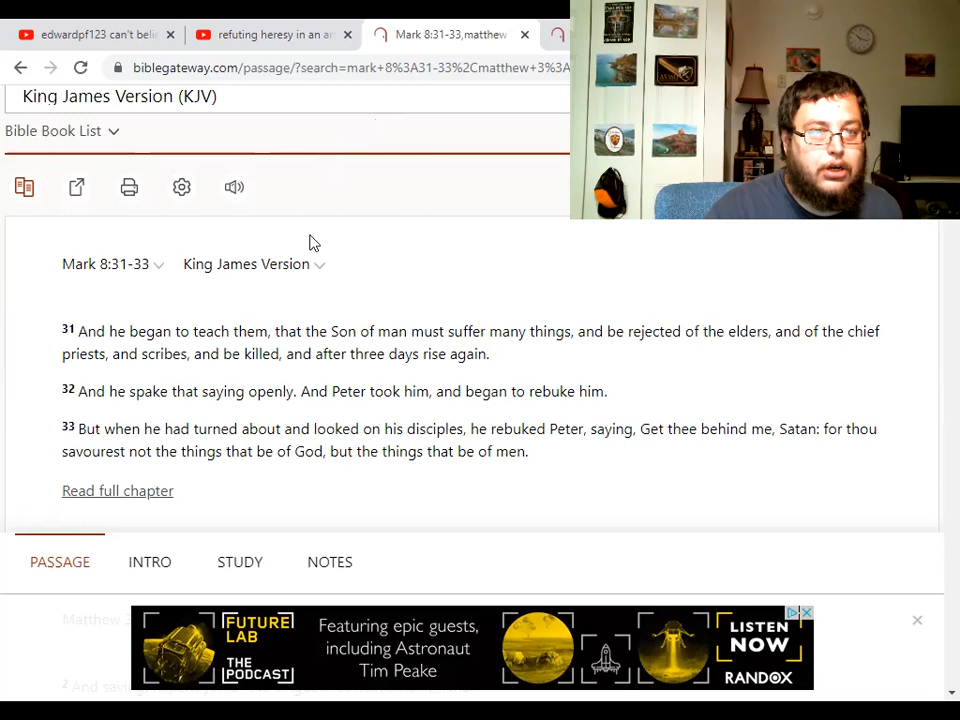 edwardpf123 can't beli
refuting heresy in an an
Mark 8:31-33,matthew
biblegateway.com/passage/?search=mark+8%3A31-33%2Cmatthew+3%3A
King James Version (KJV)
Bible Book List
Mark 8:31-33 King James Version
31 And he began to teach them, that the Son of man must suffer many things, and be rejected of the elders, and of the chief
priests, and scribes, and be killed, and after three days rise again.
32 And he spake that saying openly. And Peter took him, and began to rebuke him.
33 But when he had turned about and looked on his disciples, he rebuked Peter, saying, Get thee behind me, Satan: for thou
savourest not the things that be of God, but the things that be of men.
Read full chapter
PASSAGE INTRO STUDY NOTES
Matthew
FUTURE
LAB
THE
PODCAST
Featuring epic guests,
including Astronaut
Tim Peake
LISTEN
NOW
RANDOX
2 And saying,